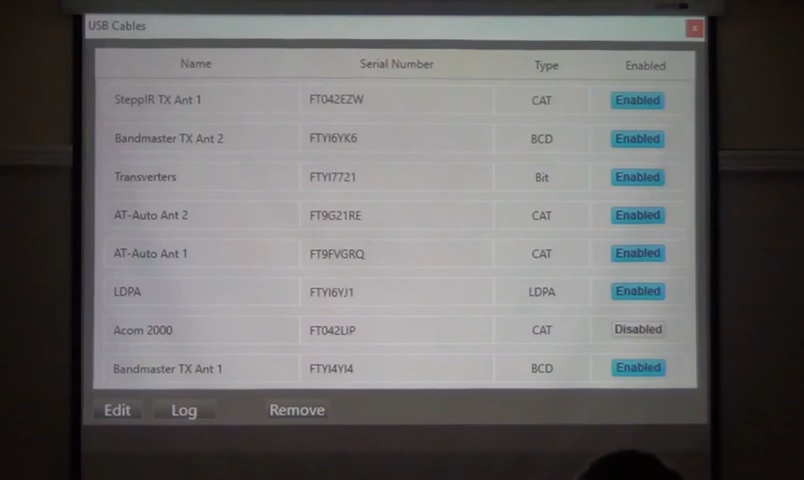 USB Cables
Name Serial Number Type Enabled
SteppIR TX Ant 1 FT042EZW CAT Enabled
Bandmaster TX Ant 2 FTYI6YK6 BCD Enabled
Transverters FTYI7721 Bit Enabled
AT-Auto Ant 2 FT9G21RE CAT Enabled
AT-Auto Ant 1 FT9FVGRQ CAT Enabled
LDPA FTYI6YJ1 LDPA Enabled
Acom 2000 FT042LIP CAT Disabled
Bandmaster TX Ant 1 FTYI4YI4 BCD Enabled
Edit Log Remove